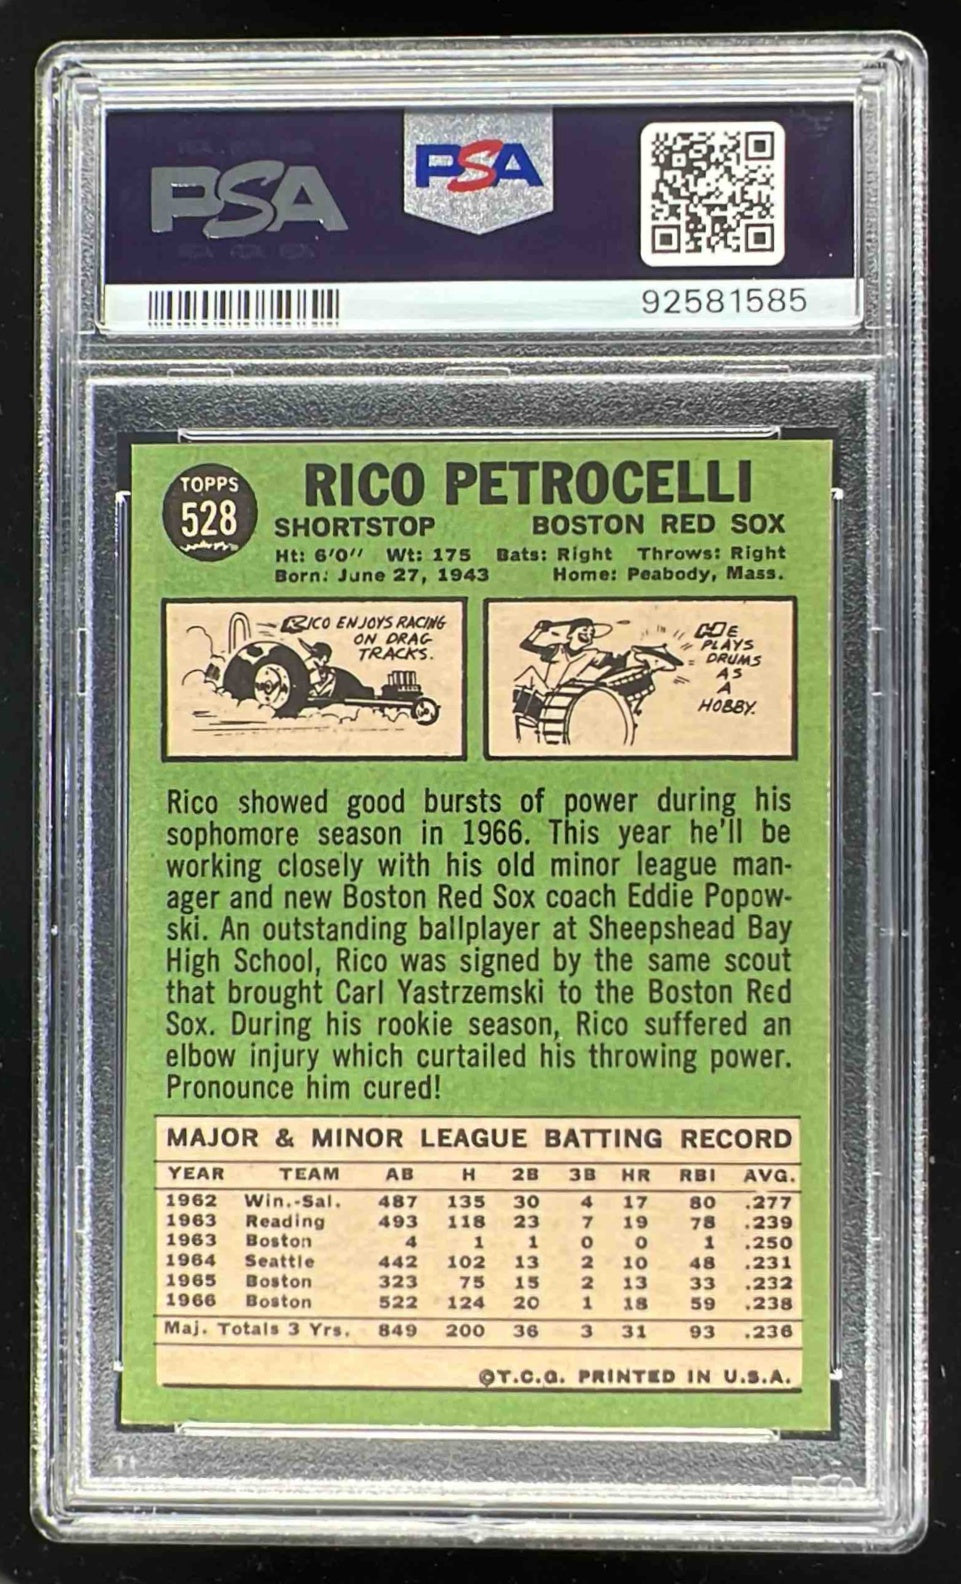 PSA
PSA
92581585
TOPPS
528
RICO PETROCELLI
SHORTSTOP BOSTON RED SOX
Ht: 6'0" Wt: 175 Bats: Right Throws: Right
Born: June 27, 1943 Home: Peabody, Mass.
RICO ENJOYS RACING
ON DRAG
TRACKS.
HE
PLAYS
DRUMS
AS
A
HOBBY.
Rico showed good bursts of power during his
sophomore season in 1966. This year he'll be
working closely with his old minor league man-
ager and new Boston Red Sox coach Eddie Popow-
ski. An outstanding ballplayer at Sheepshead Bay
High School, Rico was signed by the same scout
that brought Carl Yastrzemski to the Boston Red
Sox. During his rookie season, Rico suffered an
elbow injury which curtailed his throwing power.
Pronounce him cured!
MAJOR & MINOR LEAGUE BATTING RECORD
YEAR TEAM AB H 2B 3B HR RBI AVG.
1962 Win.-Sal. 487 135 30 4 17 80 .277
1963 Reading 493 118 23 7 19 78 .239
1963 Boston 4 1 1 0 0 1 .250
1964 Seattle 442 102 13 2 10 48 .231
1965 Boston 323 75 15 2 13 33 .232
1966 Boston 522 124 20 1 18 59 .238
Maj. Totals 3 Yrs. 849 200 36 3 31 93 .236
©T.C.G. PRINTED IN U.S.A.
PSA